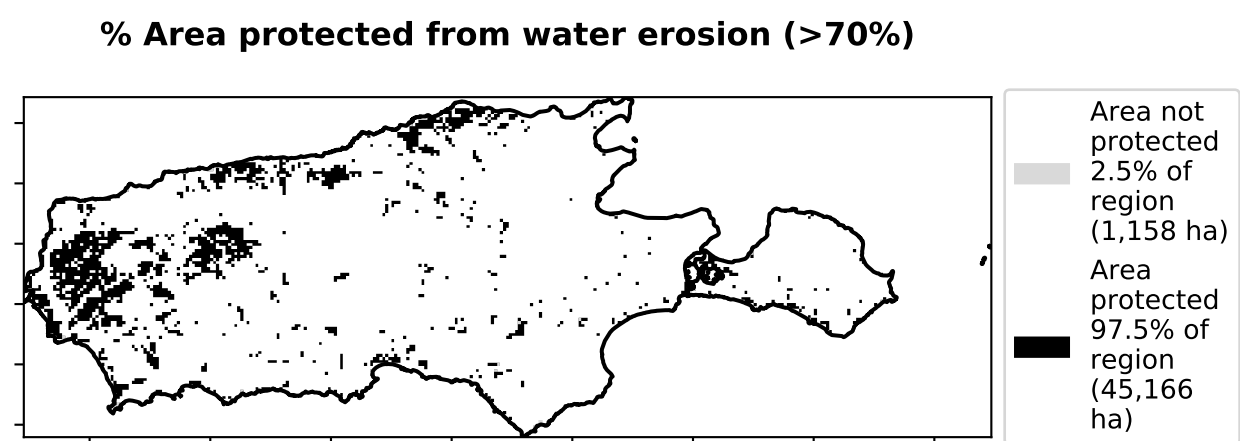 % Area protected from water erosion (>70%)
Area not
protected
2.5% of
region
(1,158 ha)
Area
protected
97.5% of
region
(45,166
ha)